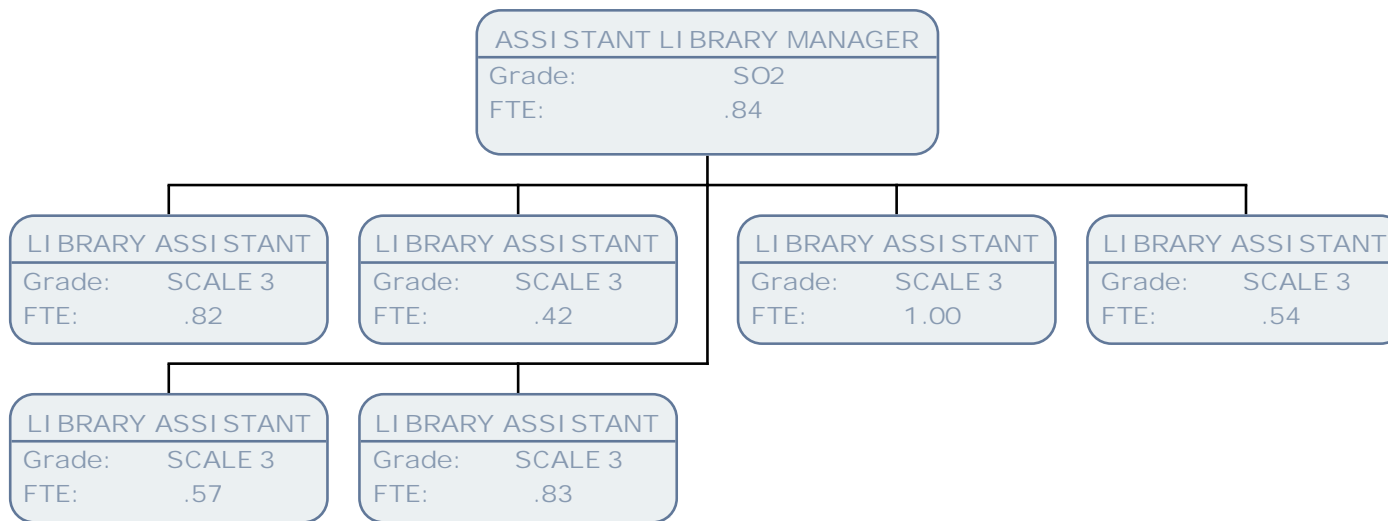 ASSISTANT LIBRARY MANAGER
Grade: SO2
FTE: .84
LIBRARY ASSISTANT
Grade: SCALE 3
FTE: .82
LIBRARY ASSISTANT
Grade: SCALE 3
FTE: .42
LIBRARY ASSISTANT
Grade: SCALE 3
FTE: 1.00
LIBRARY ASSISTANT
Grade: SCALE 3
FTE: .54
LIBRARY ASSISTANT
Grade: SCALE 3
FTE: .57
LIBRARY ASSISTANT
Grade: SCALE 3
FTE: .83